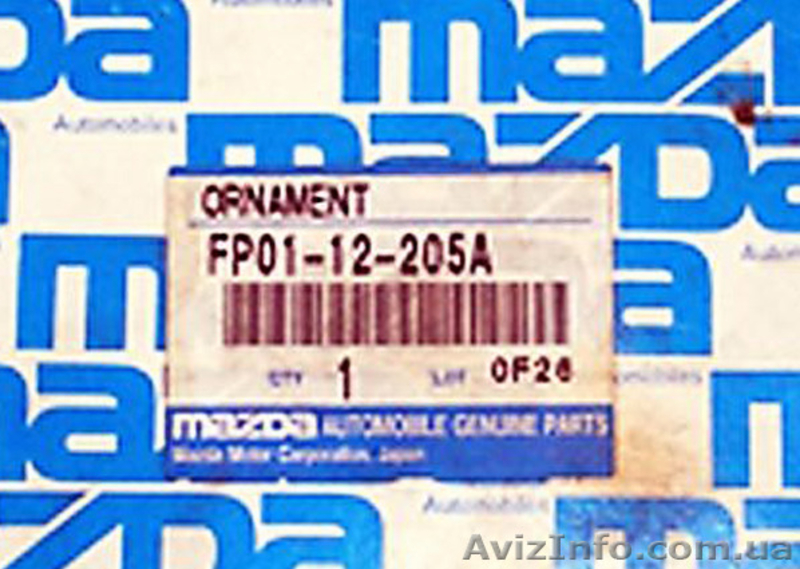 mazda
Automobiles
mazda
ORNAMENT
FP01-12-205A
Automobiles
QTY 1 LOT 0F26
mazda AUTOMOBILE GENUINE PARTS
Mazda Motor Corporation, Japan
Automobiles
mazda
AvizInfo.com.ua